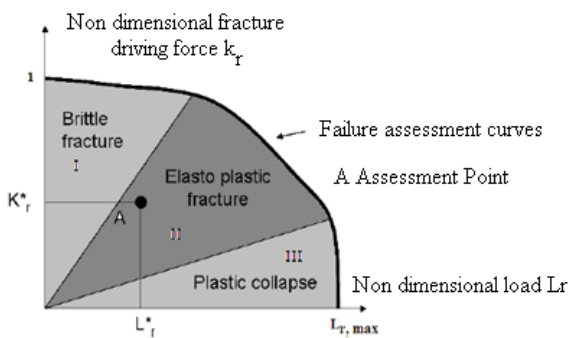 Non dimensional fracture
driving force kr
1
Brittle
fracture
I
Failure assessment curves
Elasto plastic
fracture
A Assessment Point
K*r
A
II
III
Plastic collapse
Non dimensional load Lr
L*r
Lr, max